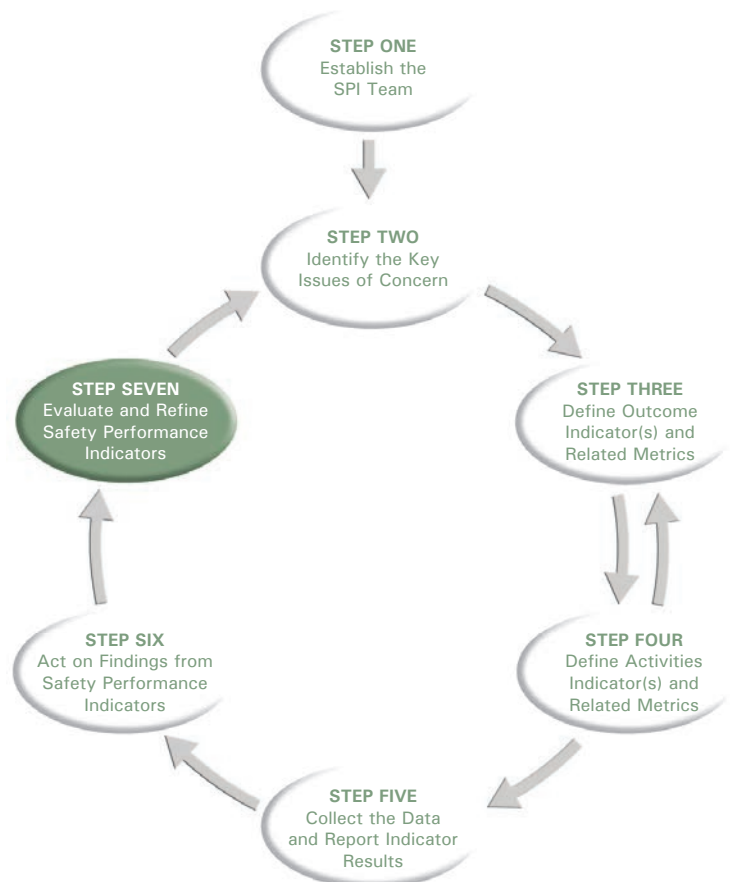 STEP ONE
Establish the
SPI Team
STEP TWO
Identify the Key
Issues of Concern
STEP THREE
Define Outcome
Indicator(s) and
Related Metrics
STEP FOUR
Define Activities
Indicator(s) and
Related Metrics
STEP FIVE
Collect the Data
and Report Indicator
Results
STEP SIX
Act on Findings from
Safety Performance
Indicators
STEP SEVEN
Evaluate and Refine
Safety Performance
Indicators